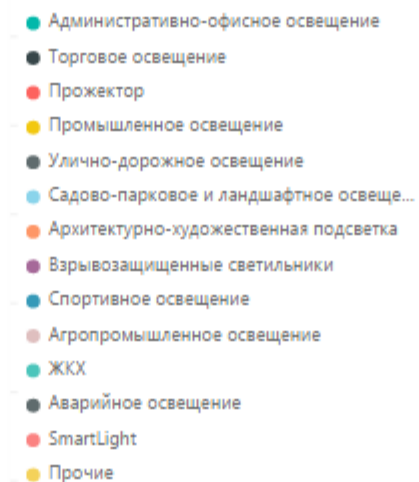 Административно-офисное освещение
Торговое освещение
Прожектор
Промышленное освещение
Улично-дорожное освещение
Садово-парковое и ландшафтное освеще...
Архитектурно-художественная подсветка
Взрывозащищенные светильники
Спортивное освещение
Агропромышленное освещение
ЖКХ
Аварийное освещение
SmartLight
Прочие